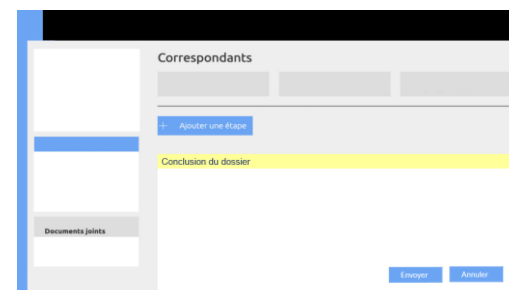 Correspondants
+ Ajouter une étape
Conclusion du dossier
Documents joints
Envoyer
Annuler